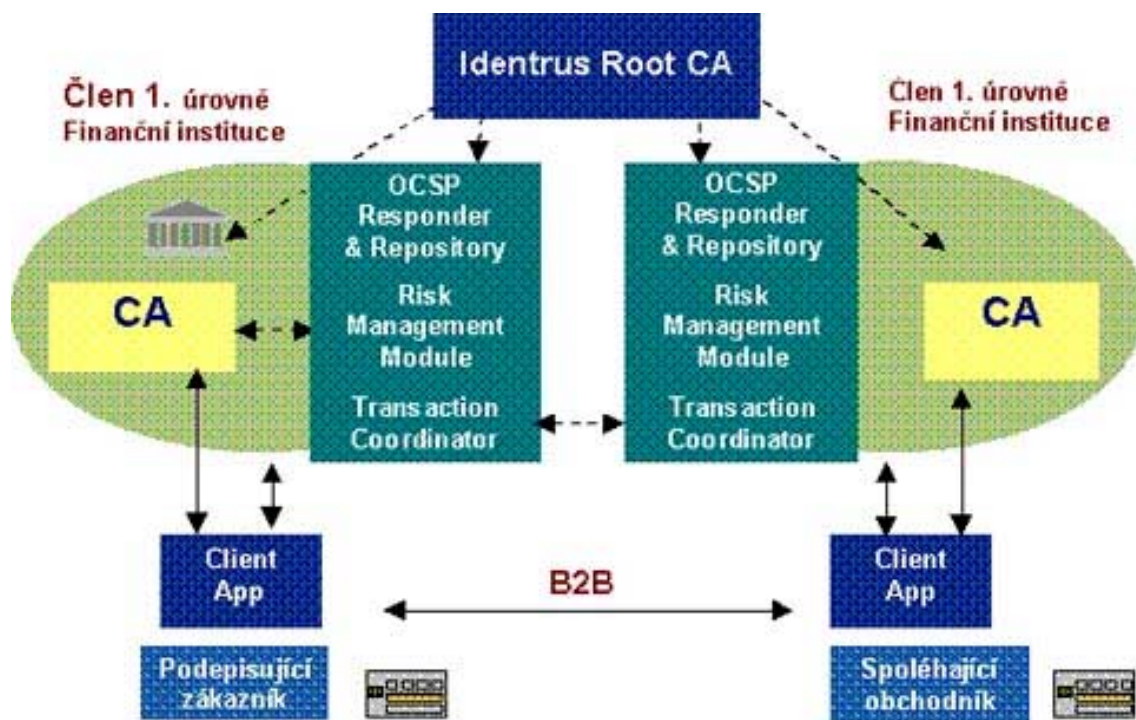 Identrus Root CA
Člen 1. úrovně
Finanční instituce
Člen 1. úrovně
Finanční instituce
OCSP
Responder
& Repository
Risk
Management
Module
Transaction
Coordinator
OCSP
Responder
& Repository
Risk
Management
Module
Transaction
Coordinator
CA
CA
Client
App
B2B
Client
App
Podepisující
zákazník
Spoléhající
obchodník